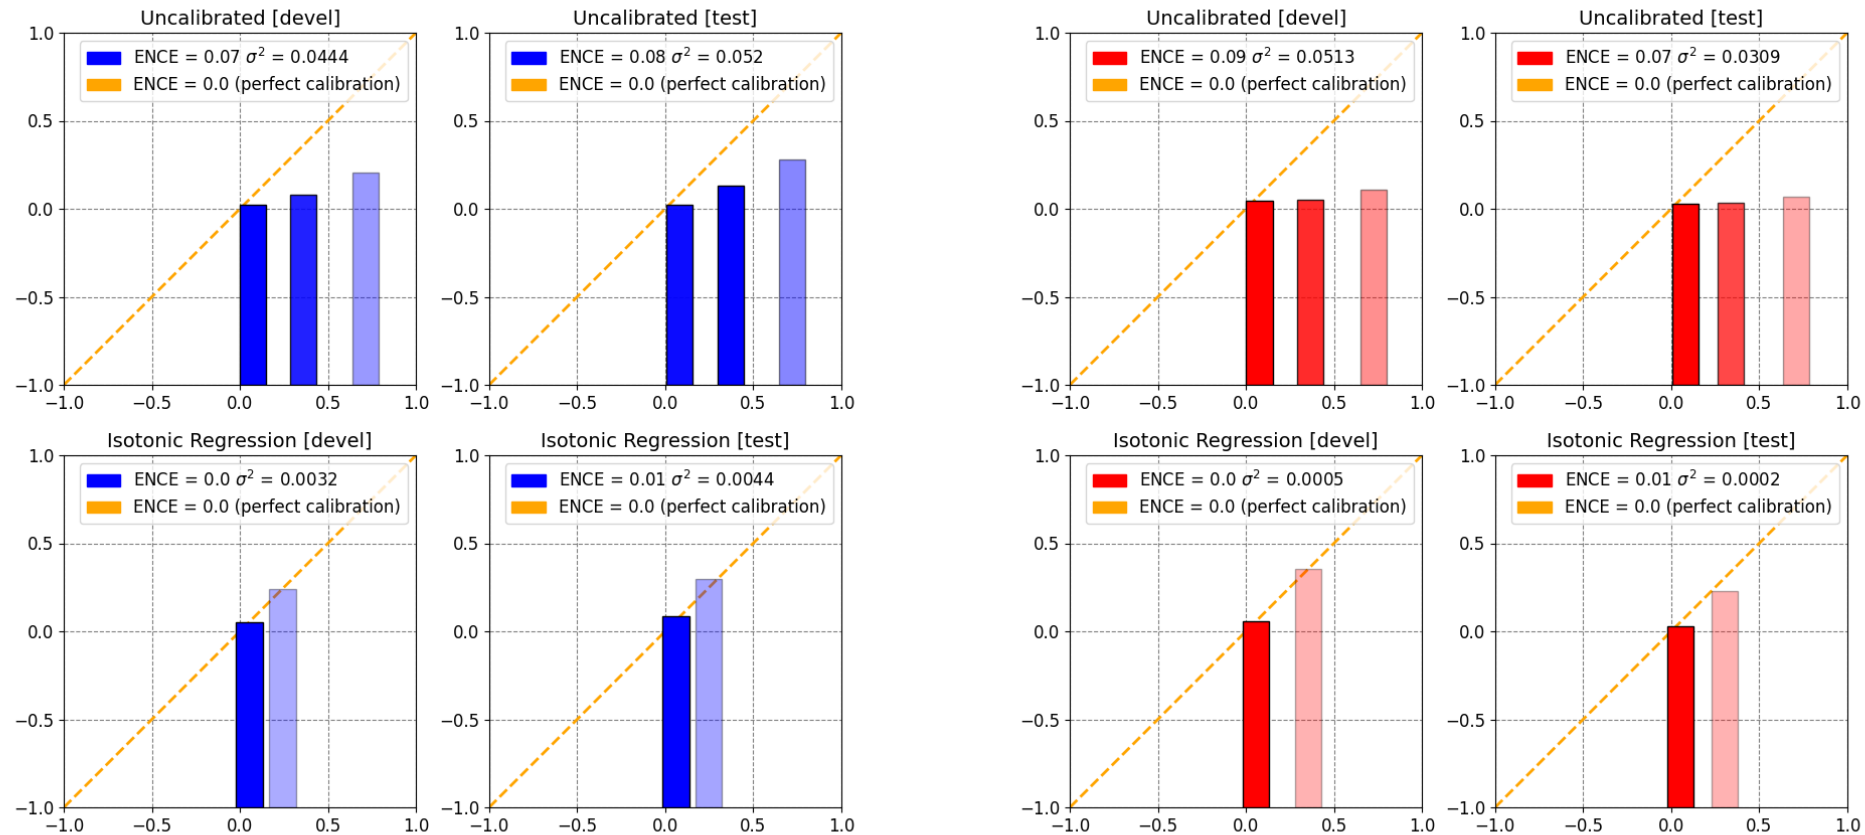 Uncalibrated [devel]
ENCE = 0.07 σ² = 0.0444
ENCE = 0.0 (perfect calibration)
1.0
0.5
0.0
−0.5
−1.0
−1.0 −0.5 0.0 0.5 1.0
Uncalibrated [test]
ENCE = 0.08 σ² = 0.052
ENCE = 0.0 (perfect calibration)
1.0
0.5
0.0
−0.5
−1.0
−1.0 −0.5 0.0 0.5 1.0
Uncalibrated [devel]
ENCE = 0.09 σ² = 0.0513
ENCE = 0.0 (perfect calibration)
1.0
0.5
0.0
−0.5
−1.0
−1.0 −0.5 0.0 0.5 1.0
Uncalibrated [test]
ENCE = 0.07 σ² = 0.0309
ENCE = 0.0 (perfect calibration)
1.0
0.5
0.0
−0.5
−1.0
−1.0 −0.5 0.0 0.5 1.0
Isotonic Regression [devel]
ENCE = 0.0 σ² = 0.0032
ENCE = 0.0 (perfect calibration)
1.0
0.5
0.0
−0.5
−1.0
−1.0 −0.5 0.0 0.5 1.0
Isotonic Regression [test]
ENCE = 0.01 σ² = 0.0044
ENCE = 0.0 (perfect calibration)
1.0
0.5
0.0
−0.5
−1.0
−1.0 −0.5 0.0 0.5 1.0
Isotonic Regression [devel]
ENCE = 0.0 σ² = 0.0005
ENCE = 0.0 (perfect calibration)
1.0
0.5
0.0
−0.5
−1.0
−1.0 −0.5 0.0 0.5 1.0
Isotonic Regression [test]
ENCE = 0.01 σ² = 0.0002
ENCE = 0.0 (perfect calibration)
1.0
0.5
0.0
−0.5
−1.0
−1.0 −0.5 0.0 0.5 1.0